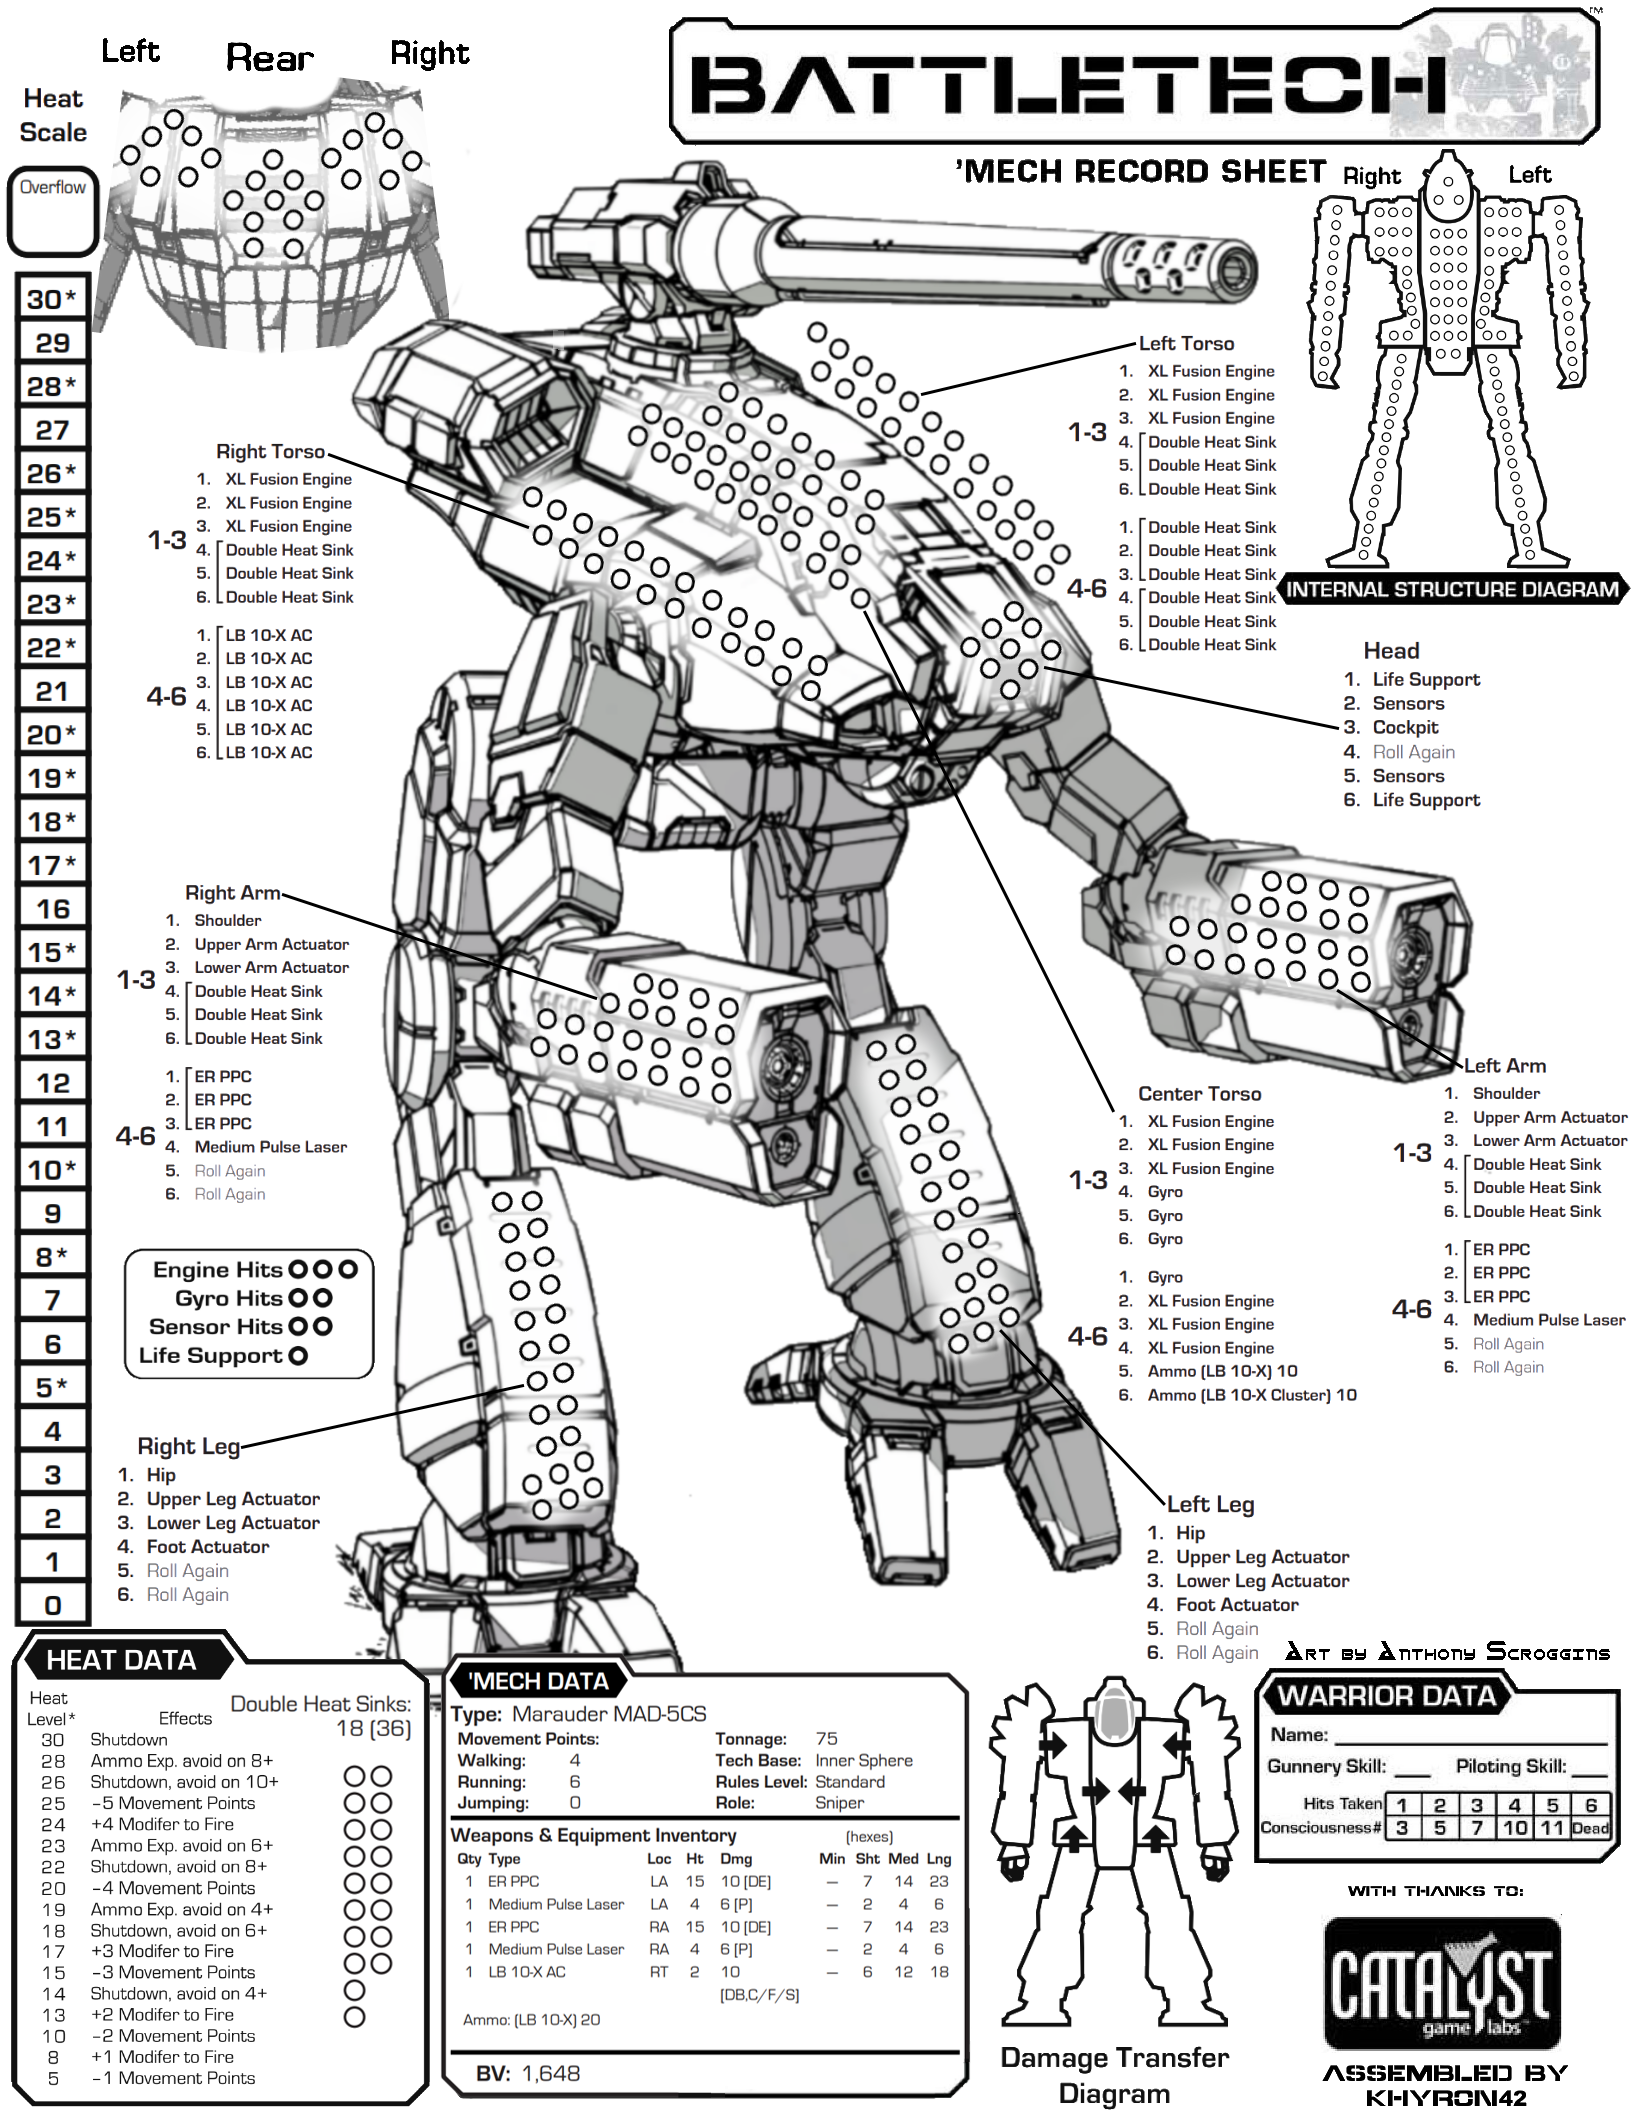 BATTLETECH
TM
'MECH RECORD SHEET
Left Rear Right
Heat
Scale
Overflow
30*
29
28*
27
26*
25*
24*
23*
22*
21
20*
19*
18*
17*
16
15*
14*
13*
12
11
10*
9
8*
7
6
5*
4
3
2
1
0
Right Left
INTERNAL STRUCTURE DIAGRAM
Left Torso
1-3
1. XL Fusion Engine
2. XL Fusion Engine
3. XL Fusion Engine
4. Double Heat Sink
5. Double Heat Sink
6. Double Heat Sink
4-6
1. Double Heat Sink
2. Double Heat Sink
3. Double Heat Sink
4. Double Heat Sink
5. Double Heat Sink
6. Double Heat Sink
Right Torso
1-3
1. XL Fusion Engine
2. XL Fusion Engine
3. XL Fusion Engine
4. Double Heat Sink
5. Double Heat Sink
6. Double Heat Sink
4-6
1. LB 10-X AC
2. LB 10-X AC
3. LB 10-X AC
4. LB 10-X AC
5. LB 10-X AC
6. LB 10-X AC
Head
1. Life Support
2. Sensors
3. Cockpit
4. Roll Again
5. Sensors
6. Life Support
Right Arm
1-3
1. Shoulder
2. Upper Arm Actuator
3. Lower Arm Actuator
4. Double Heat Sink
5. Double Heat Sink
6. Double Heat Sink
4-6
1. ER PPC
2. ER PPC
3. ER PPC
4. Medium Pulse Laser
5. Roll Again
6. Roll Again
Left Arm
1-3
1. Shoulder
2. Upper Arm Actuator
3. Lower Arm Actuator
4. Double Heat Sink
5. Double Heat Sink
6. Double Heat Sink
4-6
1. ER PPC
2. ER PPC
3. ER PPC
4. Medium Pulse Laser
5. Roll Again
6. Roll Again
Center Torso
1-3
1. XL Fusion Engine
2. XL Fusion Engine
3. XL Fusion Engine
4. Gyro
5. Gyro
6. Gyro
4-6
1. Gyro
2. XL Fusion Engine
3. XL Fusion Engine
4. XL Fusion Engine
5. Ammo (LB 10-X) 10
6. Ammo (LB 10-X Cluster) 10
Engine Hits
Gyro Hits
Sensor Hits
Life Support
Right Leg
1. Hip
2. Upper Leg Actuator
3. Lower Leg Actuator
4. Foot Actuator
5. Roll Again
6. Roll Again
Left Leg
1. Hip
2. Upper Leg Actuator
3. Lower Leg Actuator
4. Foot Actuator
5. Roll Again
6. Roll Again
Art by Anthony Scroggins
HEAT DATA
Heat
Level* Effects
Double Heat Sinks:
18 (36)
30 Shutdown
28 Ammo Exp. avoid on 8+
26 Shutdown, avoid on 10+
25 -5 Movement Points
24 +4 Modifer to Fire
23 Ammo Exp. avoid on 6+
22 Shutdown, avoid on 8+
20 -4 Movement Points
19 Ammo Exp. avoid on 4+
18 Shutdown, avoid on 6+
17 +3 Modifer to Fire
15 -3 Movement Points
14 Shutdown, avoid on 4+
13 +2 Modifer to Fire
10 -2 Movement Points
8 +1 Modifer to Fire
5 -1 Movement Points
'MECH DATA
Type: Marauder MAD-5CS
Movement Points: Tonnage: 75
Walking: 4 Tech Base: Inner Sphere
Running: 6 Rules Level: Standard
Jumping: 0 Role: Sniper
Weapons & Equipment Inventory (hexes)
Qty Type Loc Ht Dmg Min Sht Med Lng
1 ER PPC LA 15 10 [DE] — 7 14 23
1 Medium Pulse Laser LA 4 6 [P] — 2 4 6
1 ER PPC RA 15 10 [DE] — 7 14 23
1 Medium Pulse Laser RA 4 6 [P] — 2 4 6
1 LB 10-X AC RT 2 10 — 6 12 18
[DB,C/F/S]
Ammo: (LB 10-X) 20
BV: 1,648
Damage Transfer
Diagram
WARRIOR DATA
Name:
Gunnery Skill: Piloting Skill:
Hits Taken 1 2 3 4 5 6
Consciousness# 3 5 7 10 11 Dead
WITH THANKS TO:
CATALYST
game labs
ASSEMBLED BY
KHYRON42